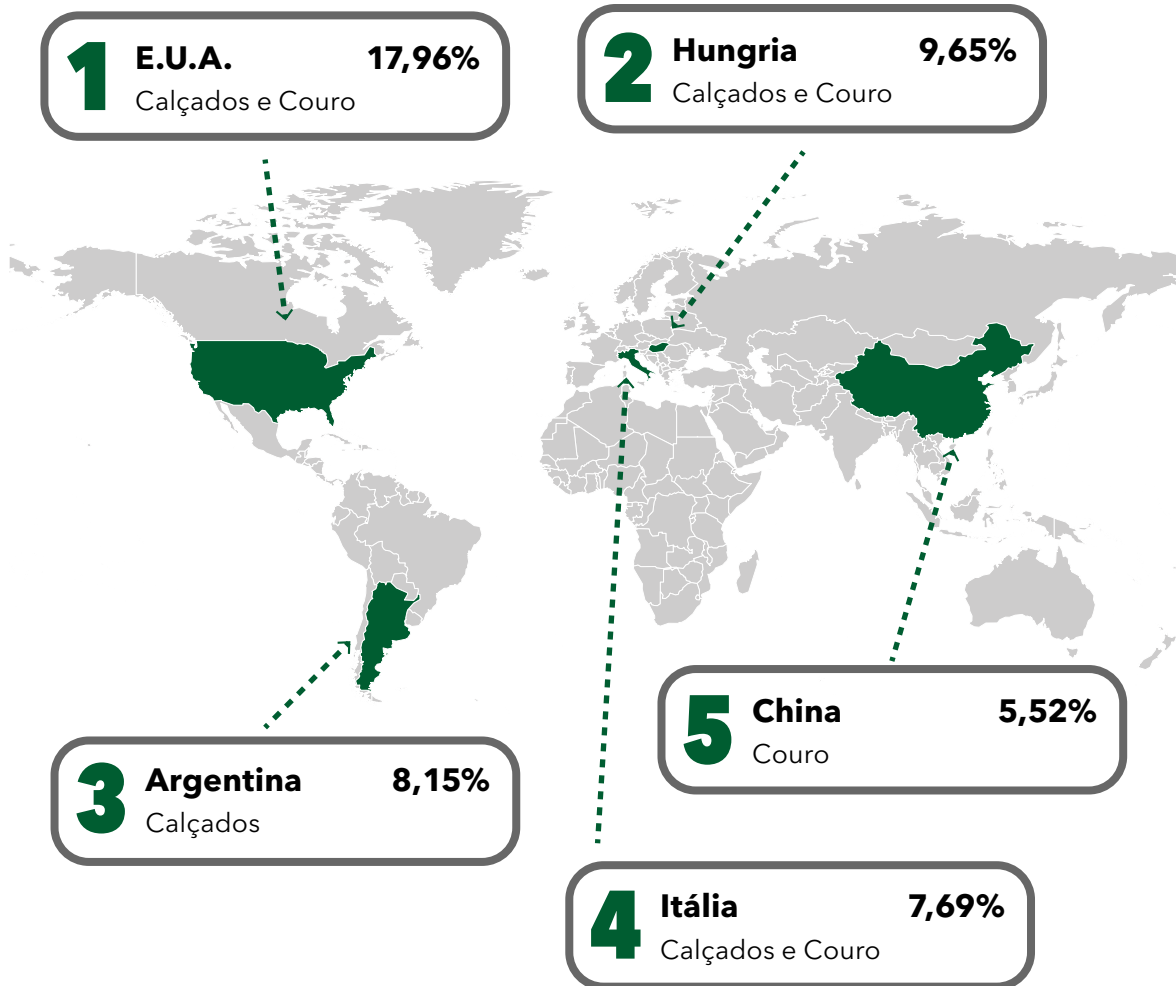 1 E.U.A. 17,96%
Calçados e Couro
2 Hungria 9,65%
Calçados e Couro
3 Argentina 8,15%
Calçados
5 China 5,52%
Couro
4 Itália 7,69%
Calçados e Couro